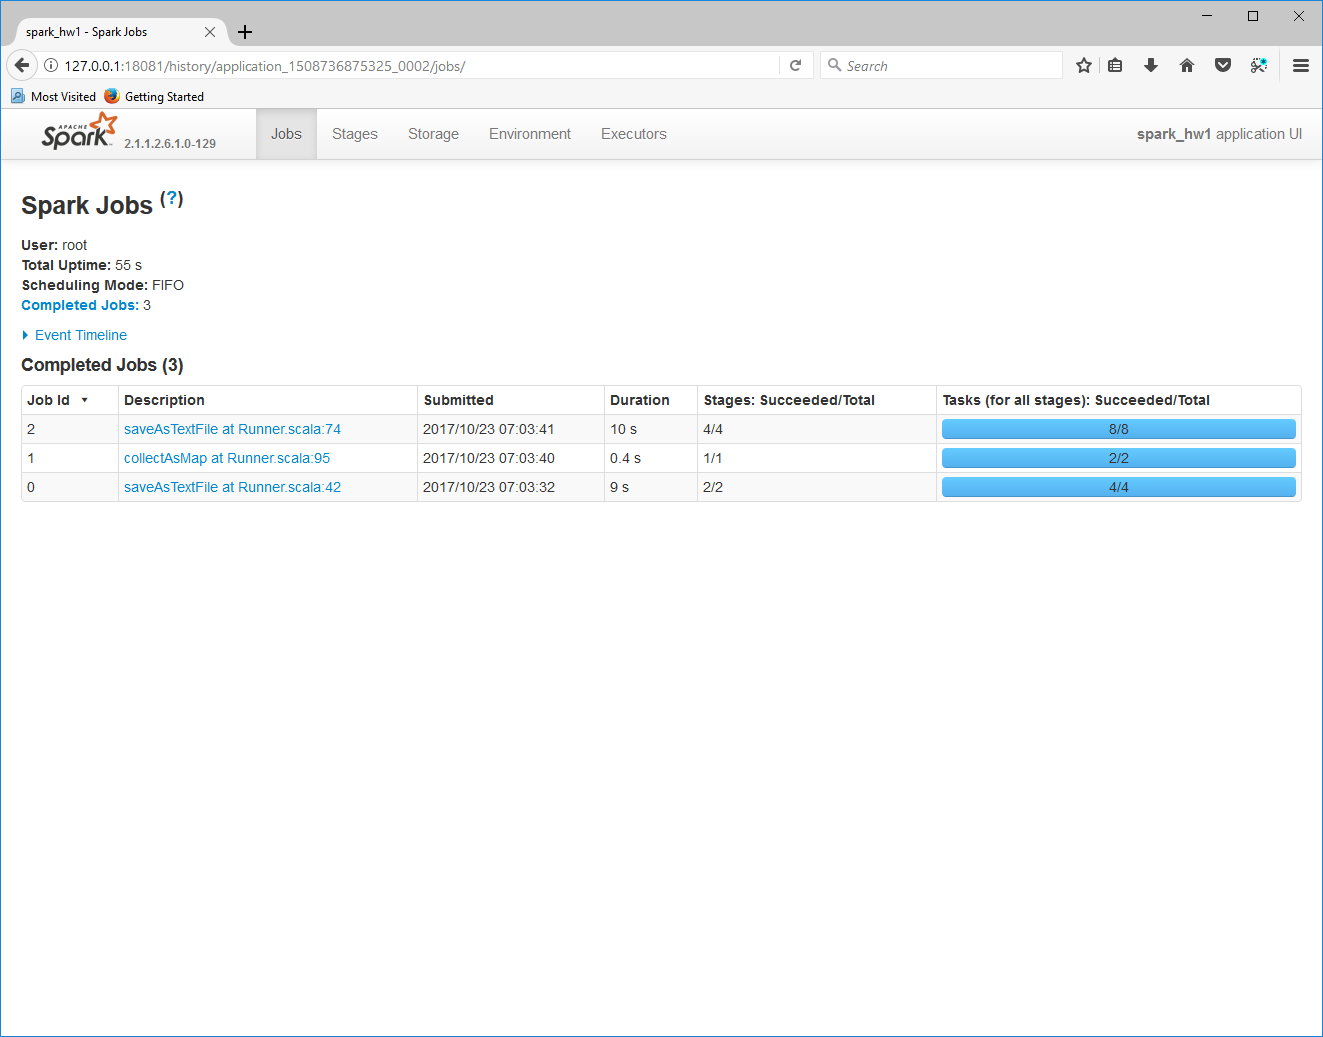 spark_hw1 - Spark Jobs
127.0.0.1:18081/history/application_1508736875325_0002/jobs/
Search
Most Visited Getting Started
APACHE Spark 2.1.1.2.6.1.0-129 Jobs Stages Storage Environment Executors spark_hw1 application UI
Spark Jobs (?)
User: root
Total Uptime: 55 s
Scheduling Mode: FIFO
Completed Jobs: 3
Event Timeline
Completed Jobs (3)
Job Id Description Submitted Duration Stages: Succeeded/Total Tasks (for all stages): Succeeded/Total
2 saveAsTextFile at Runner.scala:74 2017/10/23 07:03:41 10 s 4/4 8/8
1 collectAsMap at Runner.scala:95 2017/10/23 07:03:40 0.4 s 1/1 2/2
0 saveAsTextFile at Runner.scala:42 2017/10/23 07:03:32 9 s 2/2 4/4